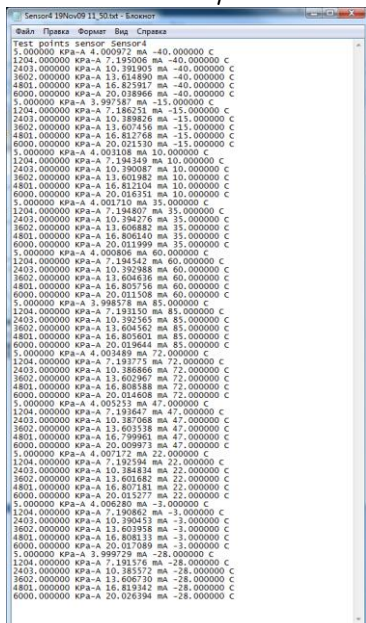 Sensor4 19Nov09 11_50.txt - Блокнот
Файл Правка Формат Вид Справка
Test points sensor Sensor4
5.000000 KPa-A 4.000972 mA -40.000000 C
1204.000000 KPa-A 7.195006 mA -40.000000 C
2403.000000 KPa-A 10.391905 mA -40.000000 C
3602.000000 KPa-A 13.614890 mA -40.000000 C
4801.000000 KPa-A 16.825917 mA -40.000000 C
6000.000000 KPa-A 20.038966 mA -40.000000 C
5.000000 KPa-A 3.997587 mA -15.000000 C
1204.000000 KPa-A 7.186251 mA -15.000000 C
2403.000000 KPa-A 10.389826 mA -15.000000 C
3602.000000 KPa-A 13.607456 mA -15.000000 C
4801.000000 KPa-A 16.812768 mA -15.000000 C
6000.000000 KPa-A 20.021530 mA -15.000000 C
5.000000 KPa-A 4.003108 mA 10.000000 C
1204.000000 KPa-A 7.194349 mA 10.000000 C
2403.000000 KPa-A 10.390087 mA 10.000000 C
3602.000000 KPa-A 13.601982 mA 10.000000 C
4801.000000 KPa-A 16.812104 mA 10.000000 C
6000.000000 KPa-A 20.016351 mA 10.000000 C
5.000000 KPa-A 4.001710 mA 35.000000 C
1204.000000 KPa-A 7.194807 mA 35.000000 C
2403.000000 KPa-A 10.394276 mA 35.000000 C
3602.000000 KPa-A 13.606882 mA 35.000000 C
4801.000000 KPa-A 16.806140 mA 35.000000 C
6000.000000 KPa-A 20.011999 mA 35.000000 C
5.000000 KPa-A 4.000806 mA 60.000000 C
1204.000000 KPa-A 7.194542 mA 60.000000 C
2403.000000 KPa-A 10.392988 mA 60.000000 C
3602.000000 KPa-A 13.604636 mA 60.000000 C
4801.000000 KPa-A 16.805756 mA 60.000000 C
6000.000000 KPa-A 20.011508 mA 60.000000 C
5.000000 KPa-A 3.998578 mA 85.000000 C
1204.000000 KPa-A 7.193150 mA 85.000000 C
2403.000000 KPa-A 10.392565 mA 85.000000 C
3602.000000 KPa-A 13.604562 mA 85.000000 C
4801.000000 KPa-A 16.805601 mA 85.000000 C
6000.000000 KPa-A 20.019644 mA 85.000000 C
5.000000 KPa-A 4.003489 mA 72.000000 C
1204.000000 KPa-A 7.193775 mA 72.000000 C
2403.000000 KPa-A 10.386866 mA 72.000000 C
3602.000000 KPa-A 13.602967 mA 72.000000 C
4801.000000 KPa-A 16.808588 mA 72.000000 C
6000.000000 KPa-A 20.014608 mA 72.000000 C
5.000000 KPa-A 4.005253 mA 47.000000 C
1204.000000 KPa-A 7.193647 mA 47.000000 C
2403.000000 KPa-A 10.387068 mA 47.000000 C
3602.000000 KPa-A 13.603538 mA 47.000000 C
4801.000000 KPa-A 16.799961 mA 47.000000 C
6000.000000 KPa-A 20.009973 mA 47.000000 C
5.000000 KPa-A 4.007172 mA 22.000000 C
1204.000000 KPa-A 7.192594 mA 22.000000 C
2403.000000 KPa-A 10.384834 mA 22.000000 C
3602.000000 KPa-A 13.601682 mA 22.000000 C
4801.000000 KPa-A 16.807181 mA 22.000000 C
6000.000000 KPa-A 20.015277 mA 22.000000 C
5.000000 KPa-A 4.006280 mA -3.000000 C
1204.000000 KPa-A 7.190862 mA -3.000000 C
2403.000000 KPa-A 10.390453 mA -3.000000 C
3602.000000 KPa-A 13.603958 mA -3.000000 C
4801.000000 KPa-A 16.808133 mA -3.000000 C
6000.000000 KPa-A 20.017089 mA -3.000000 C
5.000000 KPa-A 3.999729 mA -28.000000 C
1204.000000 KPa-A 7.191576 mA -28.000000 C
2403.000000 KPa-A 10.385572 mA -28.000000 C
3602.000000 KPa-A 13.606730 mA -28.000000 C
4801.000000 KPa-A 16.819342 mA -28.000000 C
6000.000000 KPa-A 20.026394 mA -28.000000 C